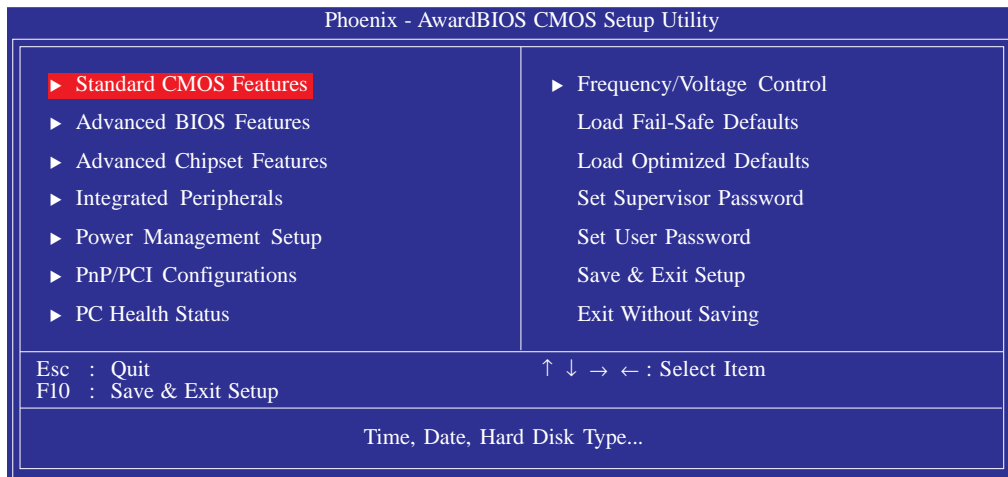 Phoenix - AwardBIOS CMOS Setup Utility
▶ Standard CMOS Features
▶ Advanced BIOS Features
▶ Advanced Chipset Features
▶ Integrated Peripherals
▶ Power Management Setup
▶ PnP/PCI Configurations
▶ PC Health Status
▶ Frequency/Voltage Control
Load Fail-Safe Defaults
Load Optimized Defaults
Set Supervisor Password
Set User Password
Save & Exit Setup
Exit Without Saving
Esc : Quit
F10 : Save & Exit Setup
↑ ↓ → ← : Select Item
Time, Date, Hard Disk Type...